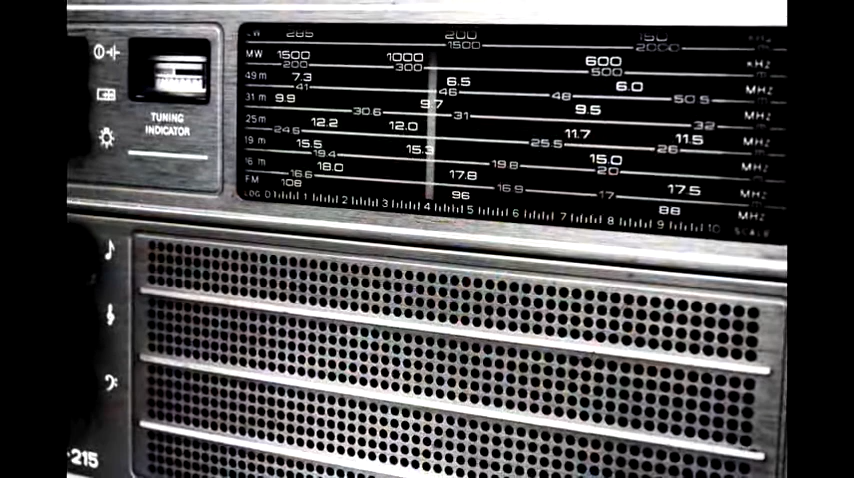 285 200 150 KHz
1500 2000 m
MW 1500 1000 600 KHz
200 300 500 m
49 m 7.3 6.5 6.0 MHz
41 46 48 50.5 m
31 m 9.9 9.7 9.5 MHz
30.6 31 32 m
25 m 12.2 12.0 11.7 11.5 MHz
24.6 25.5 26 m
19 m 15.5 15.3 15.0 MHz
19.4 19.8 20 m
16 m 18.0 17.8 17.5 MHz
16.6 16.9 17
FM 108 96 88 MHz
LOG 0 1 2 3 4 5 6 7 8 9 10 SCALE
TUNING
INDICATOR
215